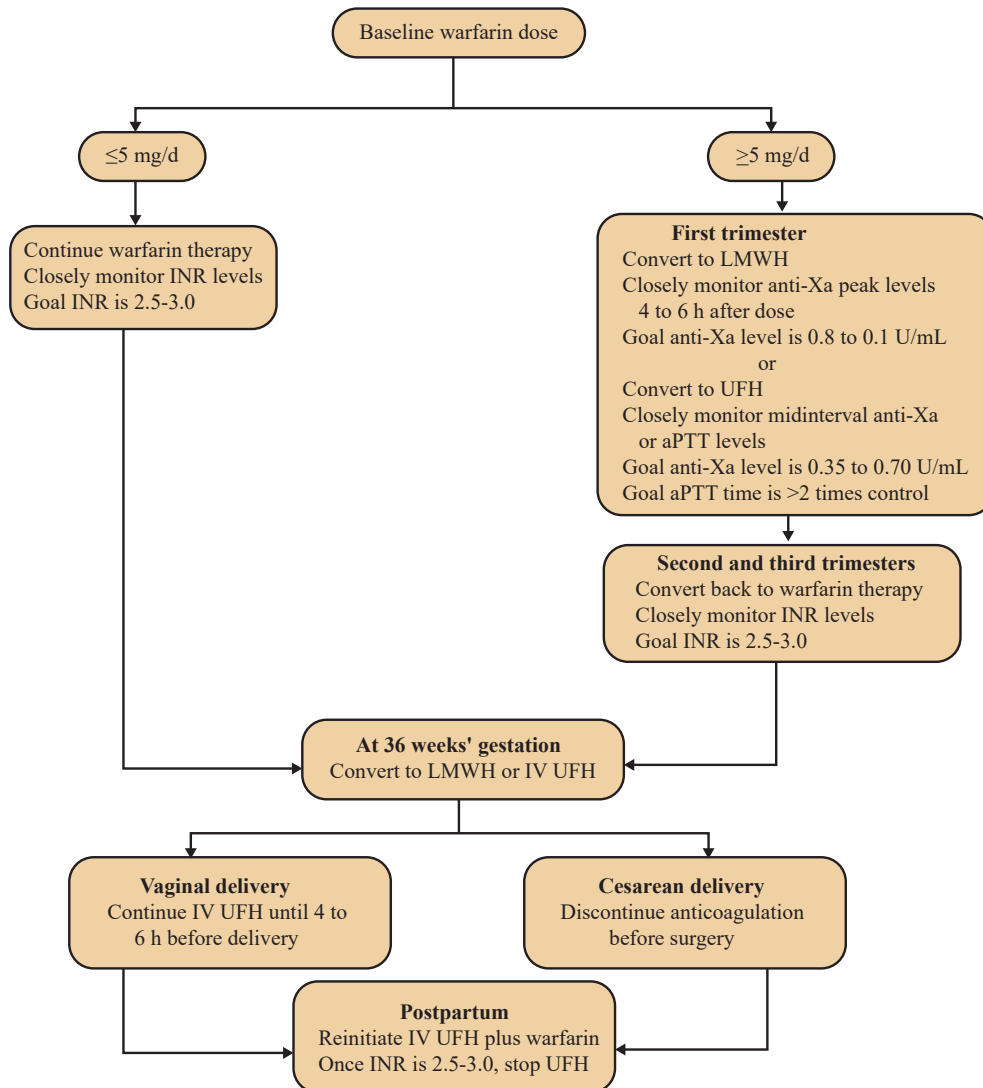 Baseline warfarin dose
≤5 mg/d
≥5 mg/d
Continue warfarin therapy
Closely monitor INR levels
Goal INR is 2.5-3.0
First trimester
Convert to LMWH
Closely monitor anti-Xa peak levels
4 to 6 h after dose
Goal anti-Xa level is 0.8 to 0.1 U/mL
or
Convert to UFH
Closely monitor midinterval anti-Xa
or aPTT levels
Goal anti-Xa level is 0.35 to 0.70 U/mL
Goal aPTT time is >2 times control
Second and third trimesters
Convert back to warfarin therapy
Closely monitor INR levels
Goal INR is 2.5-3.0
At 36 weeks' gestation
Convert to LMWH or IV UFH
Vaginal delivery
Continue IV UFH until 4 to
6 h before delivery
Cesarean delivery
Discontinue anticoagulation
before surgery
Postpartum
Reinitiate IV UFH plus warfarin
Once INR is 2.5-3.0, stop UFH